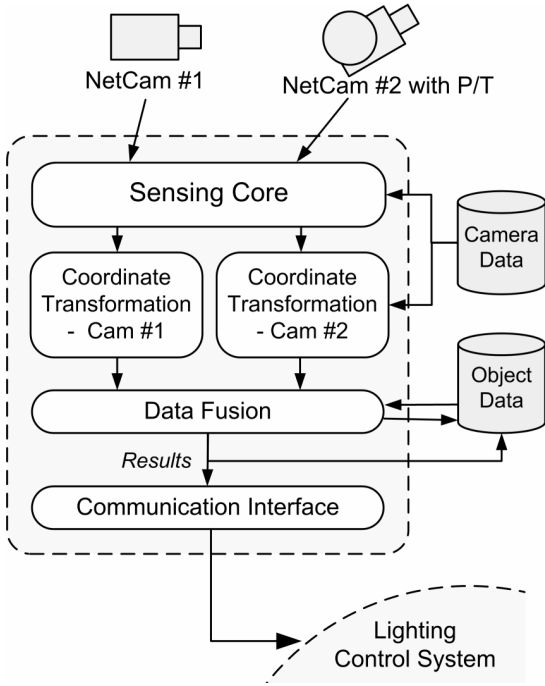 NetCam #1
NetCam #2 with P/T
Sensing Core
Camera
Data
Coordinate
Transformation
- Cam #1
Coordinate
Transformation
- Cam #2
Object
Data
Data Fusion
Results
Communication Interface
Lighting
Control System